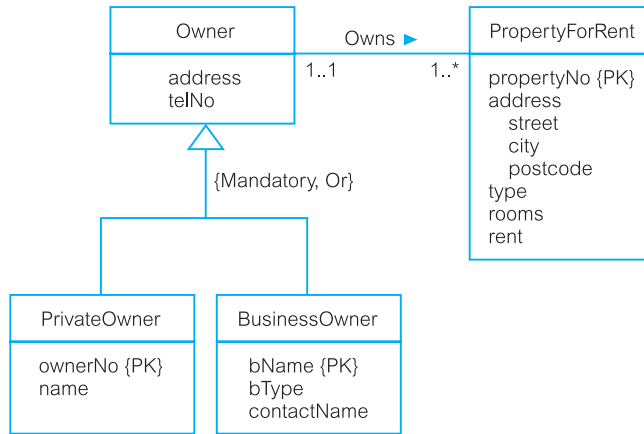 Owner
address
telNo
Owns ►
1..1
1..*
PropertyForRent
propertyNo {PK}
address
street
city
postcode
type
rooms
rent
{Mandatory, Or}
PrivateOwner
ownerNo {PK}
name
BusinessOwner
bName {PK}
bType
contactName